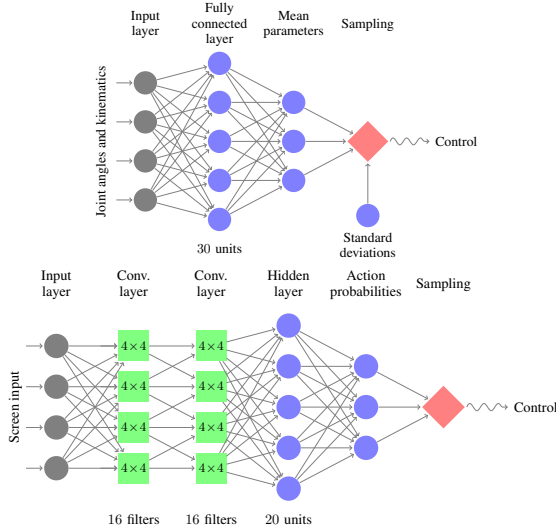 Input
layer
Fully
connected
layer
Mean
parameters
Sampling
Joint angles and kinematics
Control
30 units
Standard
deviations
Input
layer
Conv.
layer
Conv.
layer
Hidden
layer
Action
probabilities
Sampling
Screen input
4×4
4×4
4×4
4×4
4×4
4×4
4×4
4×4
Control
16 filters
16 filters
20 units